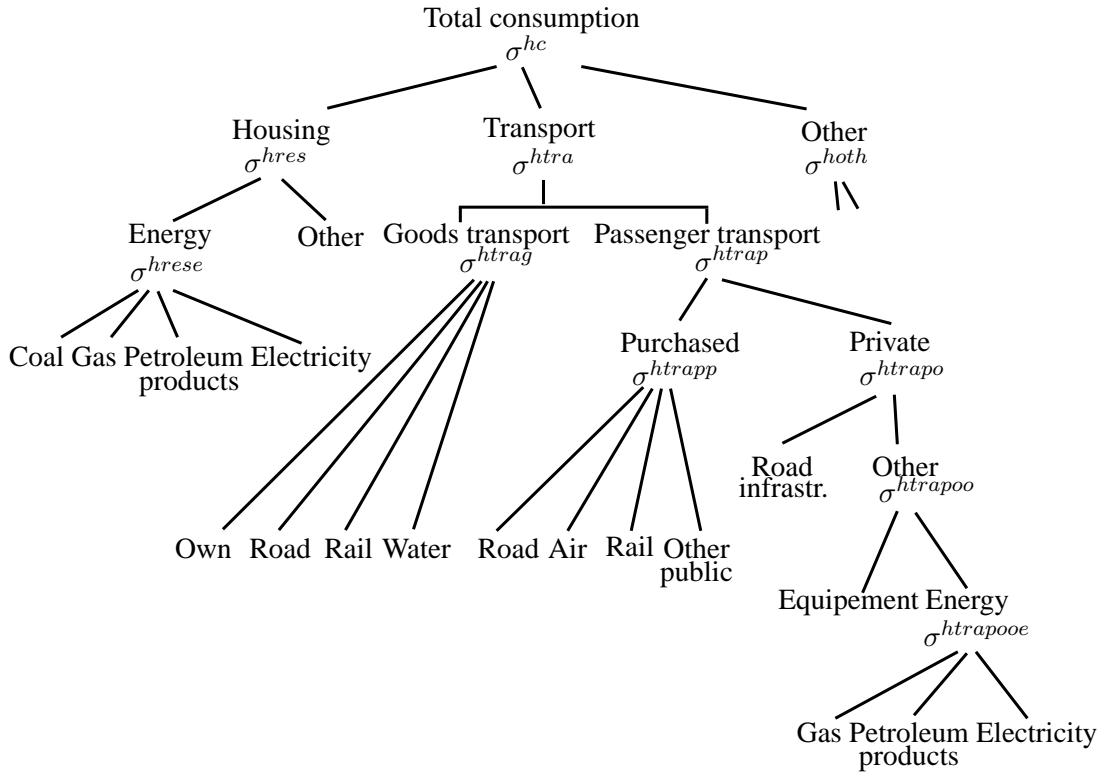 Total consumption
σ^{hc}
Housing Transport Other
σ^{hres} σ^{htra} σ^{hoth}
Energy Other Goods transport Passenger transport
σ^{hrese} σ^{htrag} σ^{htrap}
Coal Gas Petroleum Electricity
products
Purchased Private
σ^{htrapp} σ^{htrapo}
Road Other
infrastr. σ^{htrapoo}
Own Road Rail Water Road Air Rail Other
public
Equipement Energy
σ^{htrapooe}
Gas Petroleum Electricity
products